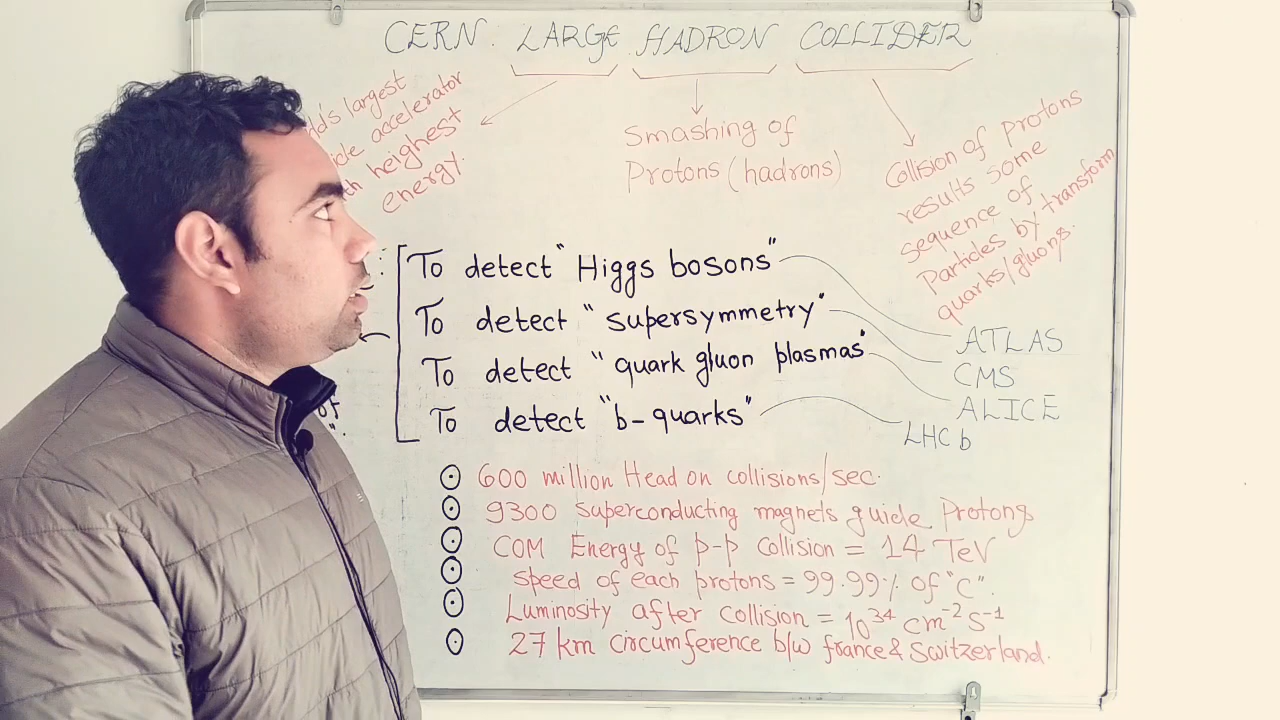 CERN. LARGE HADRON COLLIDER
largest
accelerator
heighest
energy.
Smashing of
Protons (hadrons)
Collision of protons
results some
sequence of
Particles by transform
quarks/gluons.
To detect "Higgs bosons"
To detect "supersymmetry"
To detect "quark gluon plasmas"
To detect "b-quarks"
ATLAS
CMS
ALICE
LHC b
of
600 million Head on collisions/sec.
9300 Superconducting magnets guide Protons
COM Energy of p-p Collision = 14 TeV
speed of each protons = 99.99% of "C".
Luminosity after collision = 10³⁴ cm⁻² s⁻¹
27 km circumference b/w france & Switzerland.